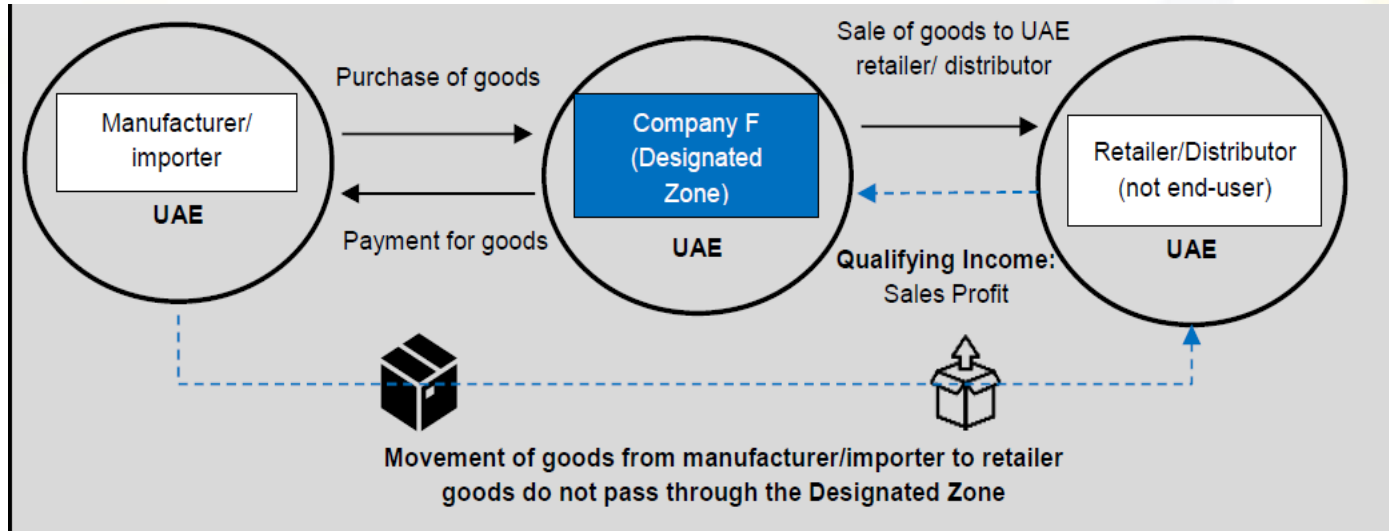 Purchase of goods
Sale of goods to UAE
retailer/ distributor
Manufacturer/
importer
UAE
Company F
(Designated
Zone)
UAE
Retailer/Distributor
(not end-user)
UAE
Payment for goods
Qualifying Income:
Sales Profit
Movement of goods from manufacturer/importer to retailer
goods do not pass through the Designated Zone